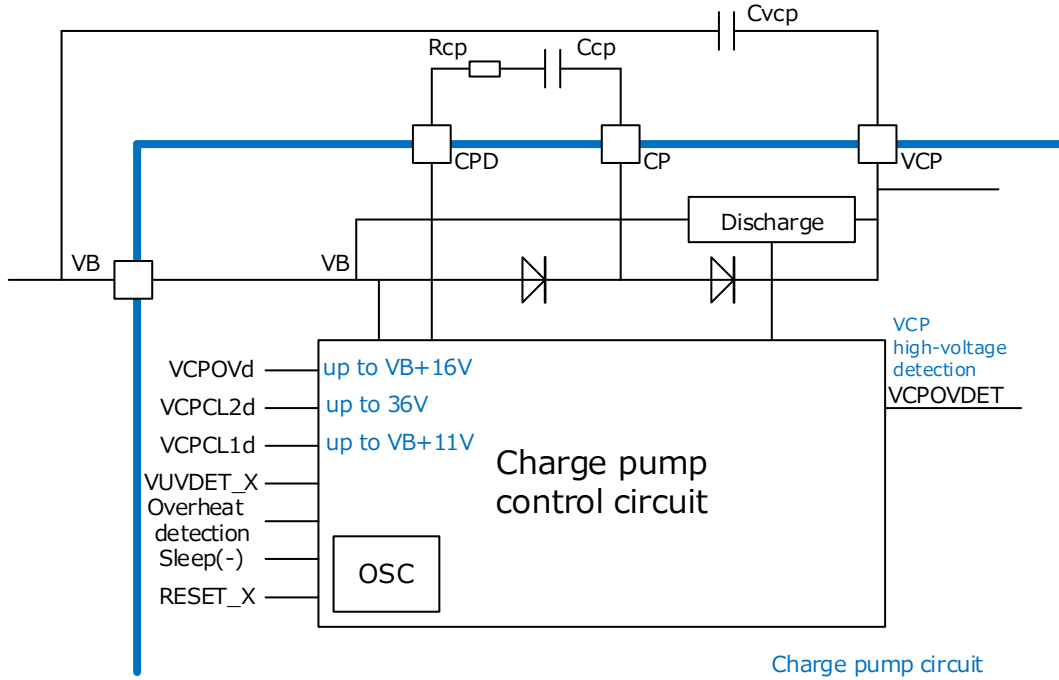 Cvcp
Rcp
Ccp
CPD
CP
VCP
Discharge
VB
VB
VCP
high-voltage
detection
VCPOVDET
VCPOVd
up to VB+16V
VCPCL2d
up to 36V
VCPCL1d
up to VB+11V
Charge pump
control circuit
VUVDET_X
Overheat
detection
Sleep(-)
OSC
RESET_X
Charge pump circuit